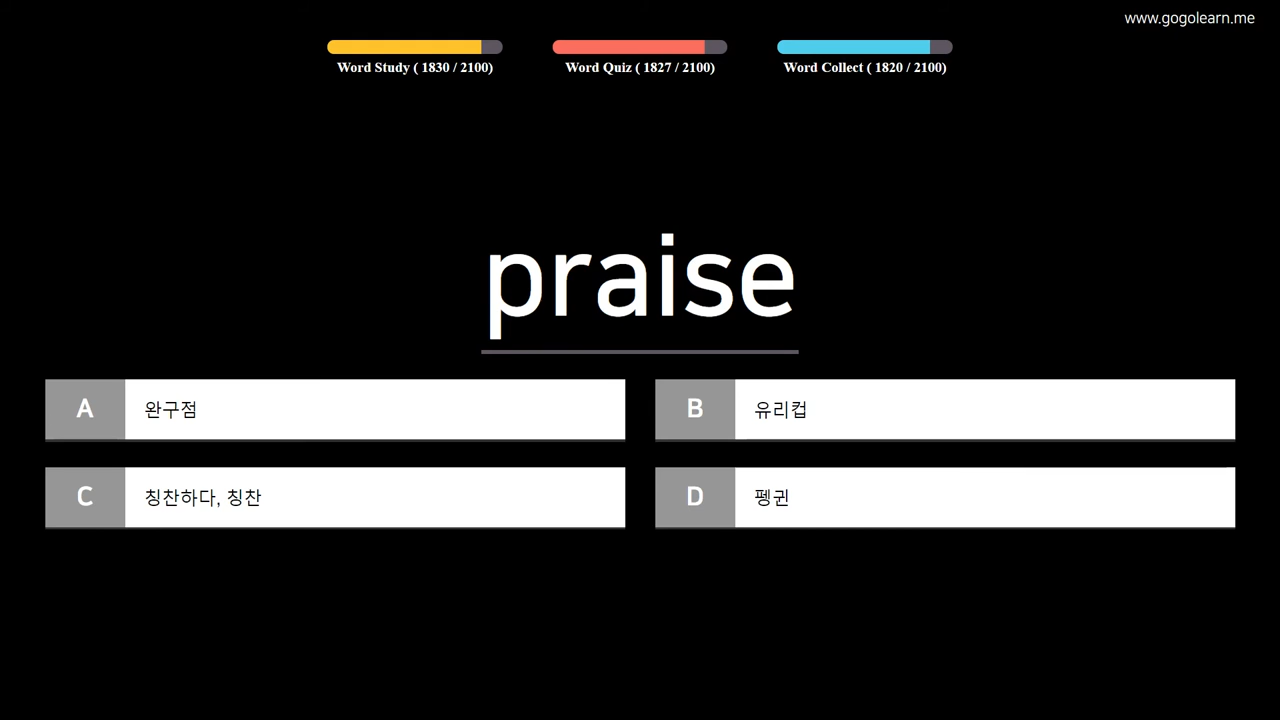 www.gogolearn.me
Word Study ( 1830 / 2100)
Word Quiz ( 1827 / 2100)
Word Collect ( 1820 / 2100)
praise
A 완구점
B 유리컵
C 칭찬하다, 칭찬
D 펭귄